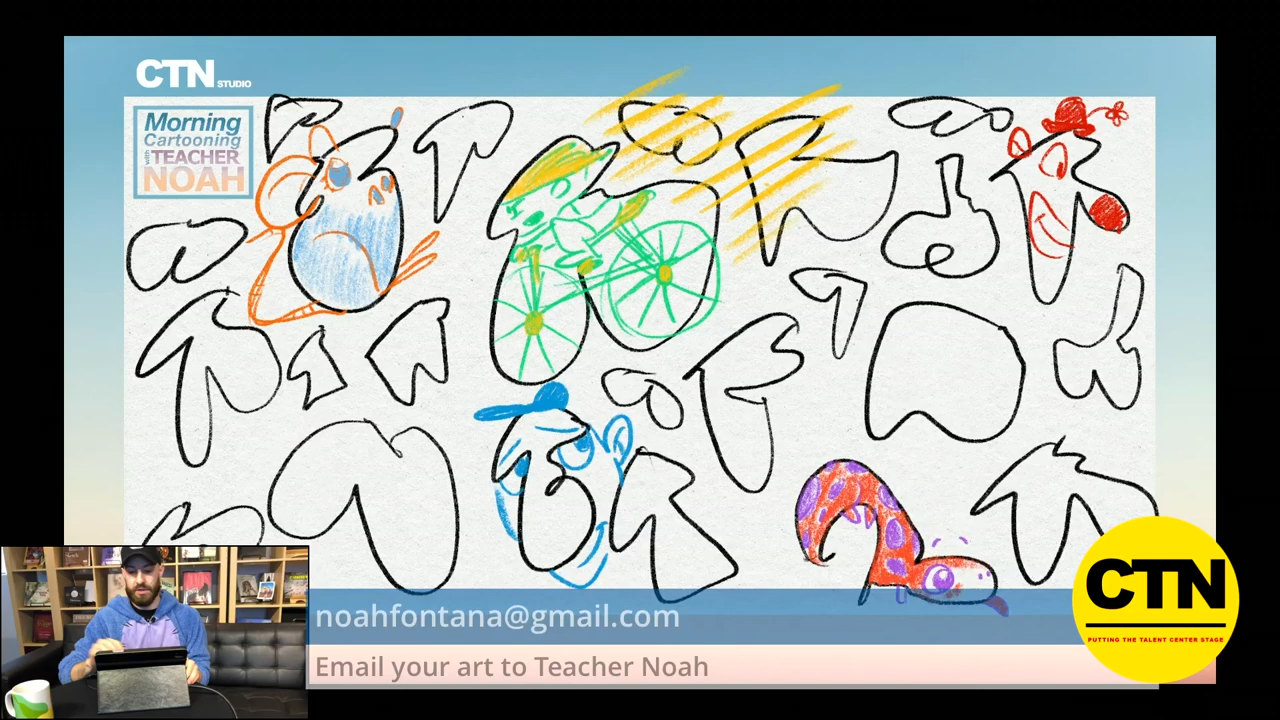 CTN STUDIO
Morning
Cartooning
with TEACHER
NOAH
noahfontana@gmail.com
Email your art to Teacher Noah
CTN
PUTTING THE TALENT CENTER STAGE